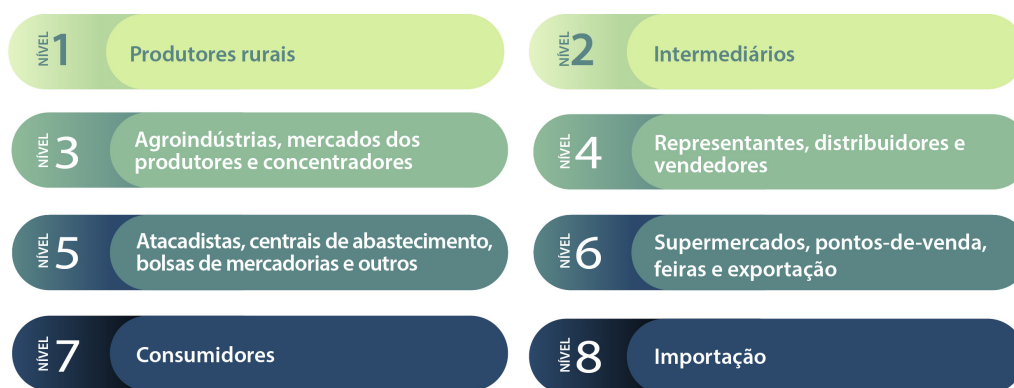 NÍVEL 1
Produtores rurais
NÍVEL 2
Intermediários
NÍVEL 3
Agroindústrias, mercados dos
produtores e concentradores
NÍVEL 4
Representantes, distribuidores e
vendedores
NÍVEL 5
Atacadistas, centrais de abastecimento,
bolsas de mercadorias e outros
NÍVEL 6
Supermercados, pontos-de-venda,
feiras e exportação
NÍVEL 7
Consumidores
NÍVEL 8
Importação